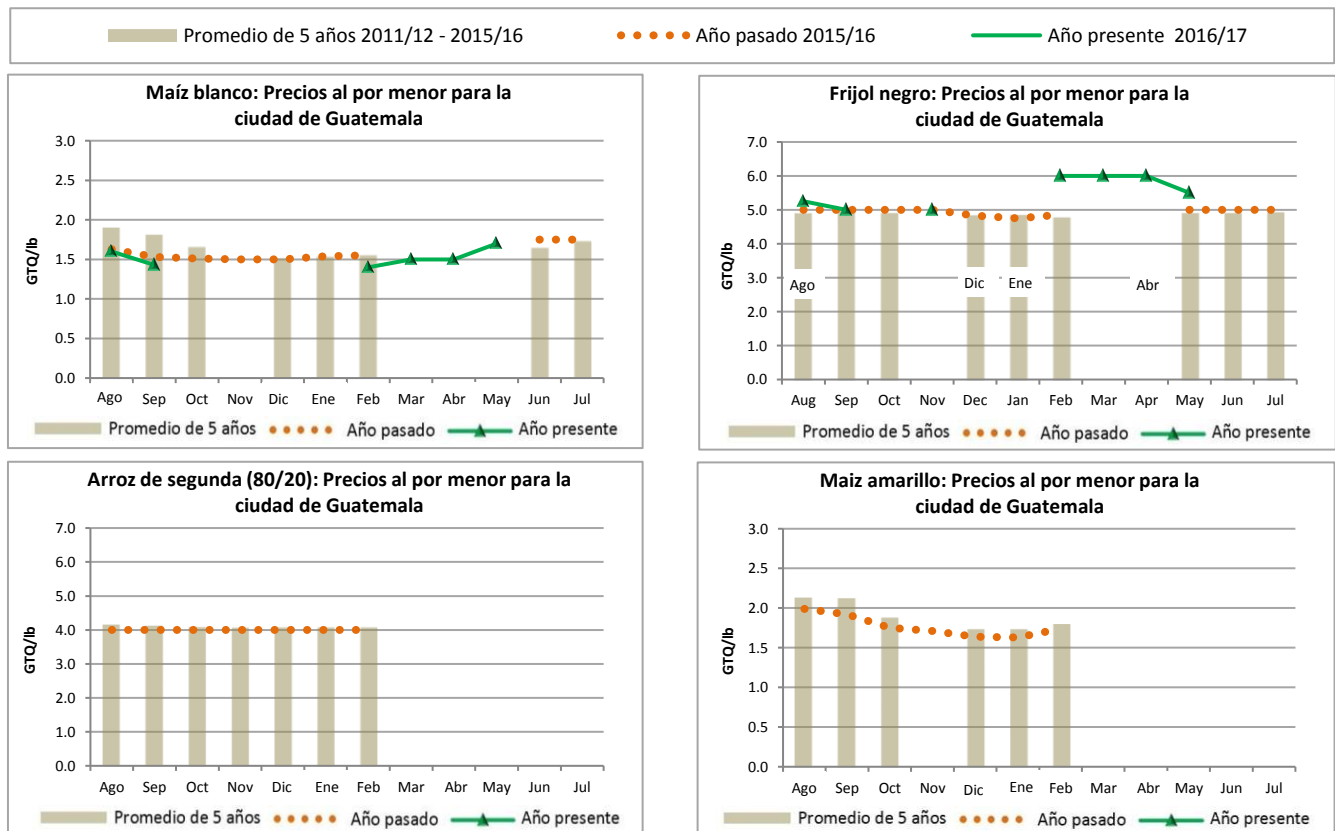 Promedio de 5 años 2011/12 - 2015/16 Año pasado 2015/16 Año presente 2016/17
Maíz blanco: Precios al por menor para la
ciudad de Guatemala
3.0
2.5
2.0
1.5
1.0
0.5
0.0
GTQ/lb
Ago Sep Oct Nov Dic Ene Feb Mar Abr May Jun Jul
Promedio de 5 años Año pasado Año presente
Frijol negro: Precios al por menor para la
ciudad de Guatemala
7.0
6.0
5.0
4.0
3.0
2.0
1.0
0.0
GTQ/lb
Ago Dic Ene Abr
Aug Sep Oct Nov Dec Jan Feb Mar Apr May Jun Jul
Promedio de 5 años Año pasado Año presente
Arroz de segunda (80/20): Precios al por menor para la
ciudad de Guatemala
7.0
6.0
5.0
4.0
3.0
2.0
1.0
0.0
GTQ/lb
Ago Sep Oct Nov Dic Ene Feb Mar Abr May Jun Jul
Promedio de 5 años Año pasado Año presente
Maiz amarillo: Precios al por menor para la
ciudad de Guatemala
3.0
2.5
2.0
1.5
1.0
0.5
0.0
GTQ/lb
Ago Sep Oct Nov Dic Ene Feb Mar Abr May Jun Jul
Promedio de 5 años Año pasado Año presente